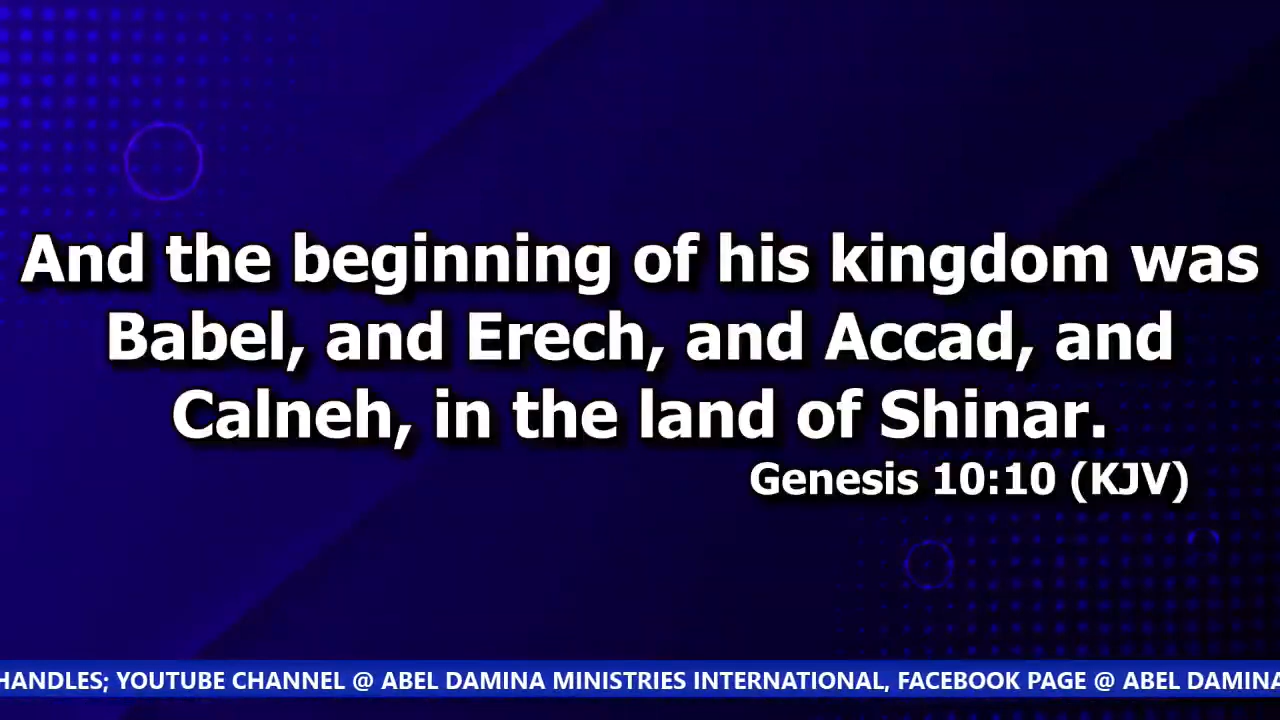 And the beginning of his kingdom was
Babel, and Erech, and Accad, and
Calneh, in the land of Shinar.
Genesis 10:10 (KJV)
HANDLES; YOUTUBE CHANNEL @ ABEL DAMINA MINISTRIES INTERNATIONAL, FACEBOOK PAGE @ ABEL DAMINA